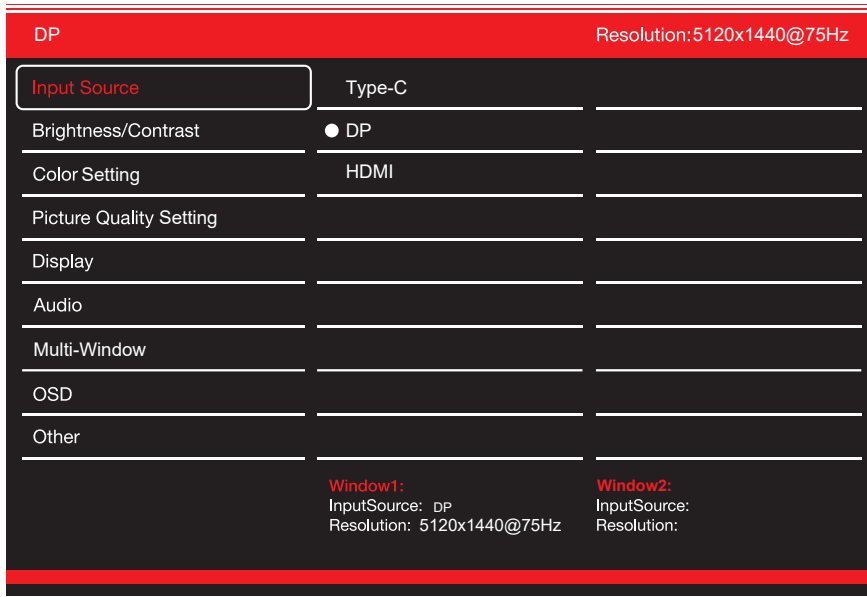 DP Resolution:5120x1440@75Hz
Input Source Type-C
Brightness/Contrast DP
Color Setting HDMI
Picture Quality Setting
Display
Audio
Multi-Window
OSD
Other
Window1: Window2:
InputSource: DP InputSource:
Resolution: 5120x1440@75Hz Resolution: